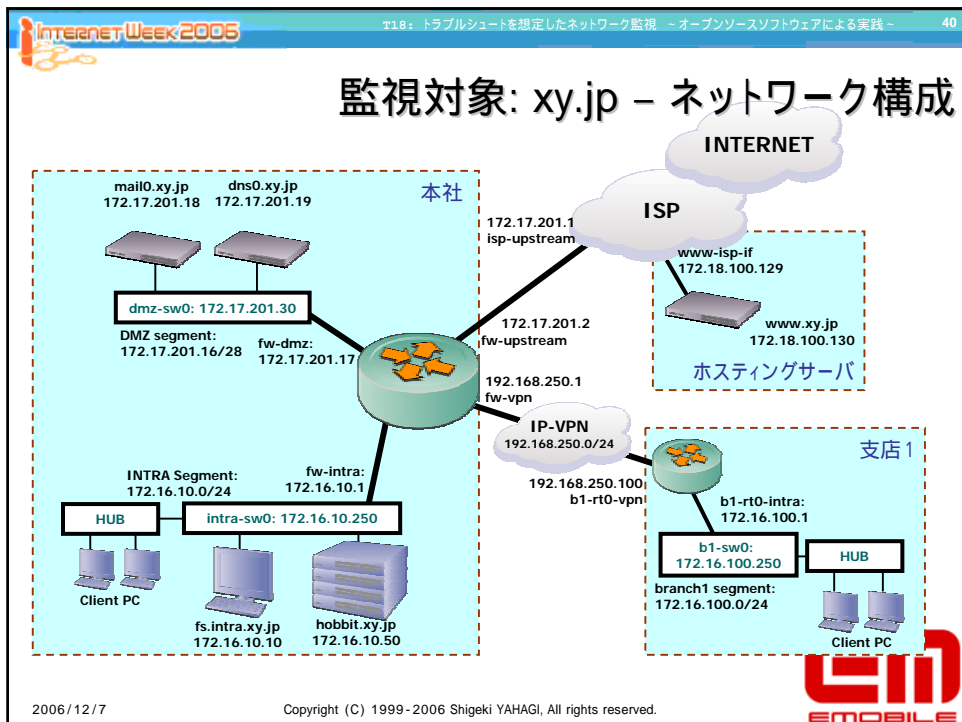 INTERNET WEEK 2006
T18: トラブルシュートを想定したネットワーク監視 ~オープンソースソフトウェアによる実践~
40
監視対象: xy.jp – ネットワーク構成
INTERNET
ISP
本社
mail0.xy.jp
172.17.201.18
dns0.xy.jp
172.17.201.19
dmz-sw0: 172.17.201.30
DMZ segment:
172.17.201.16/28
fw-dmz:
172.17.201.17
172.17.201.1
isp-upstream
172.17.201.2
fw-upstream
www-isp-if
172.18.100.129
www.xy.jp
172.18.100.130
ホスティングサーバ
192.168.250.1
fw-vpn
IP-VPN
192.168.250.0/24
192.168.250.100
b1-rt0-vpn
支店1
b1-rt0-intra:
172.16.100.1
b1-sw0:
172.16.100.250
HUB
branch1 segment:
172.16.100.0/24
Client PC
INTRA Segment:
172.16.10.0/24
fw-intra:
172.16.10.1
HUB
intra-sw0: 172.16.10.250
Client PC
fs.intra.xy.jp
172.16.10.10
hobbit.xy.jp
172.16.10.50
2006/12/7
Copyright (C) 1999-2006 Shigeki YAHAGI, All rights reserved.
EMOBILE